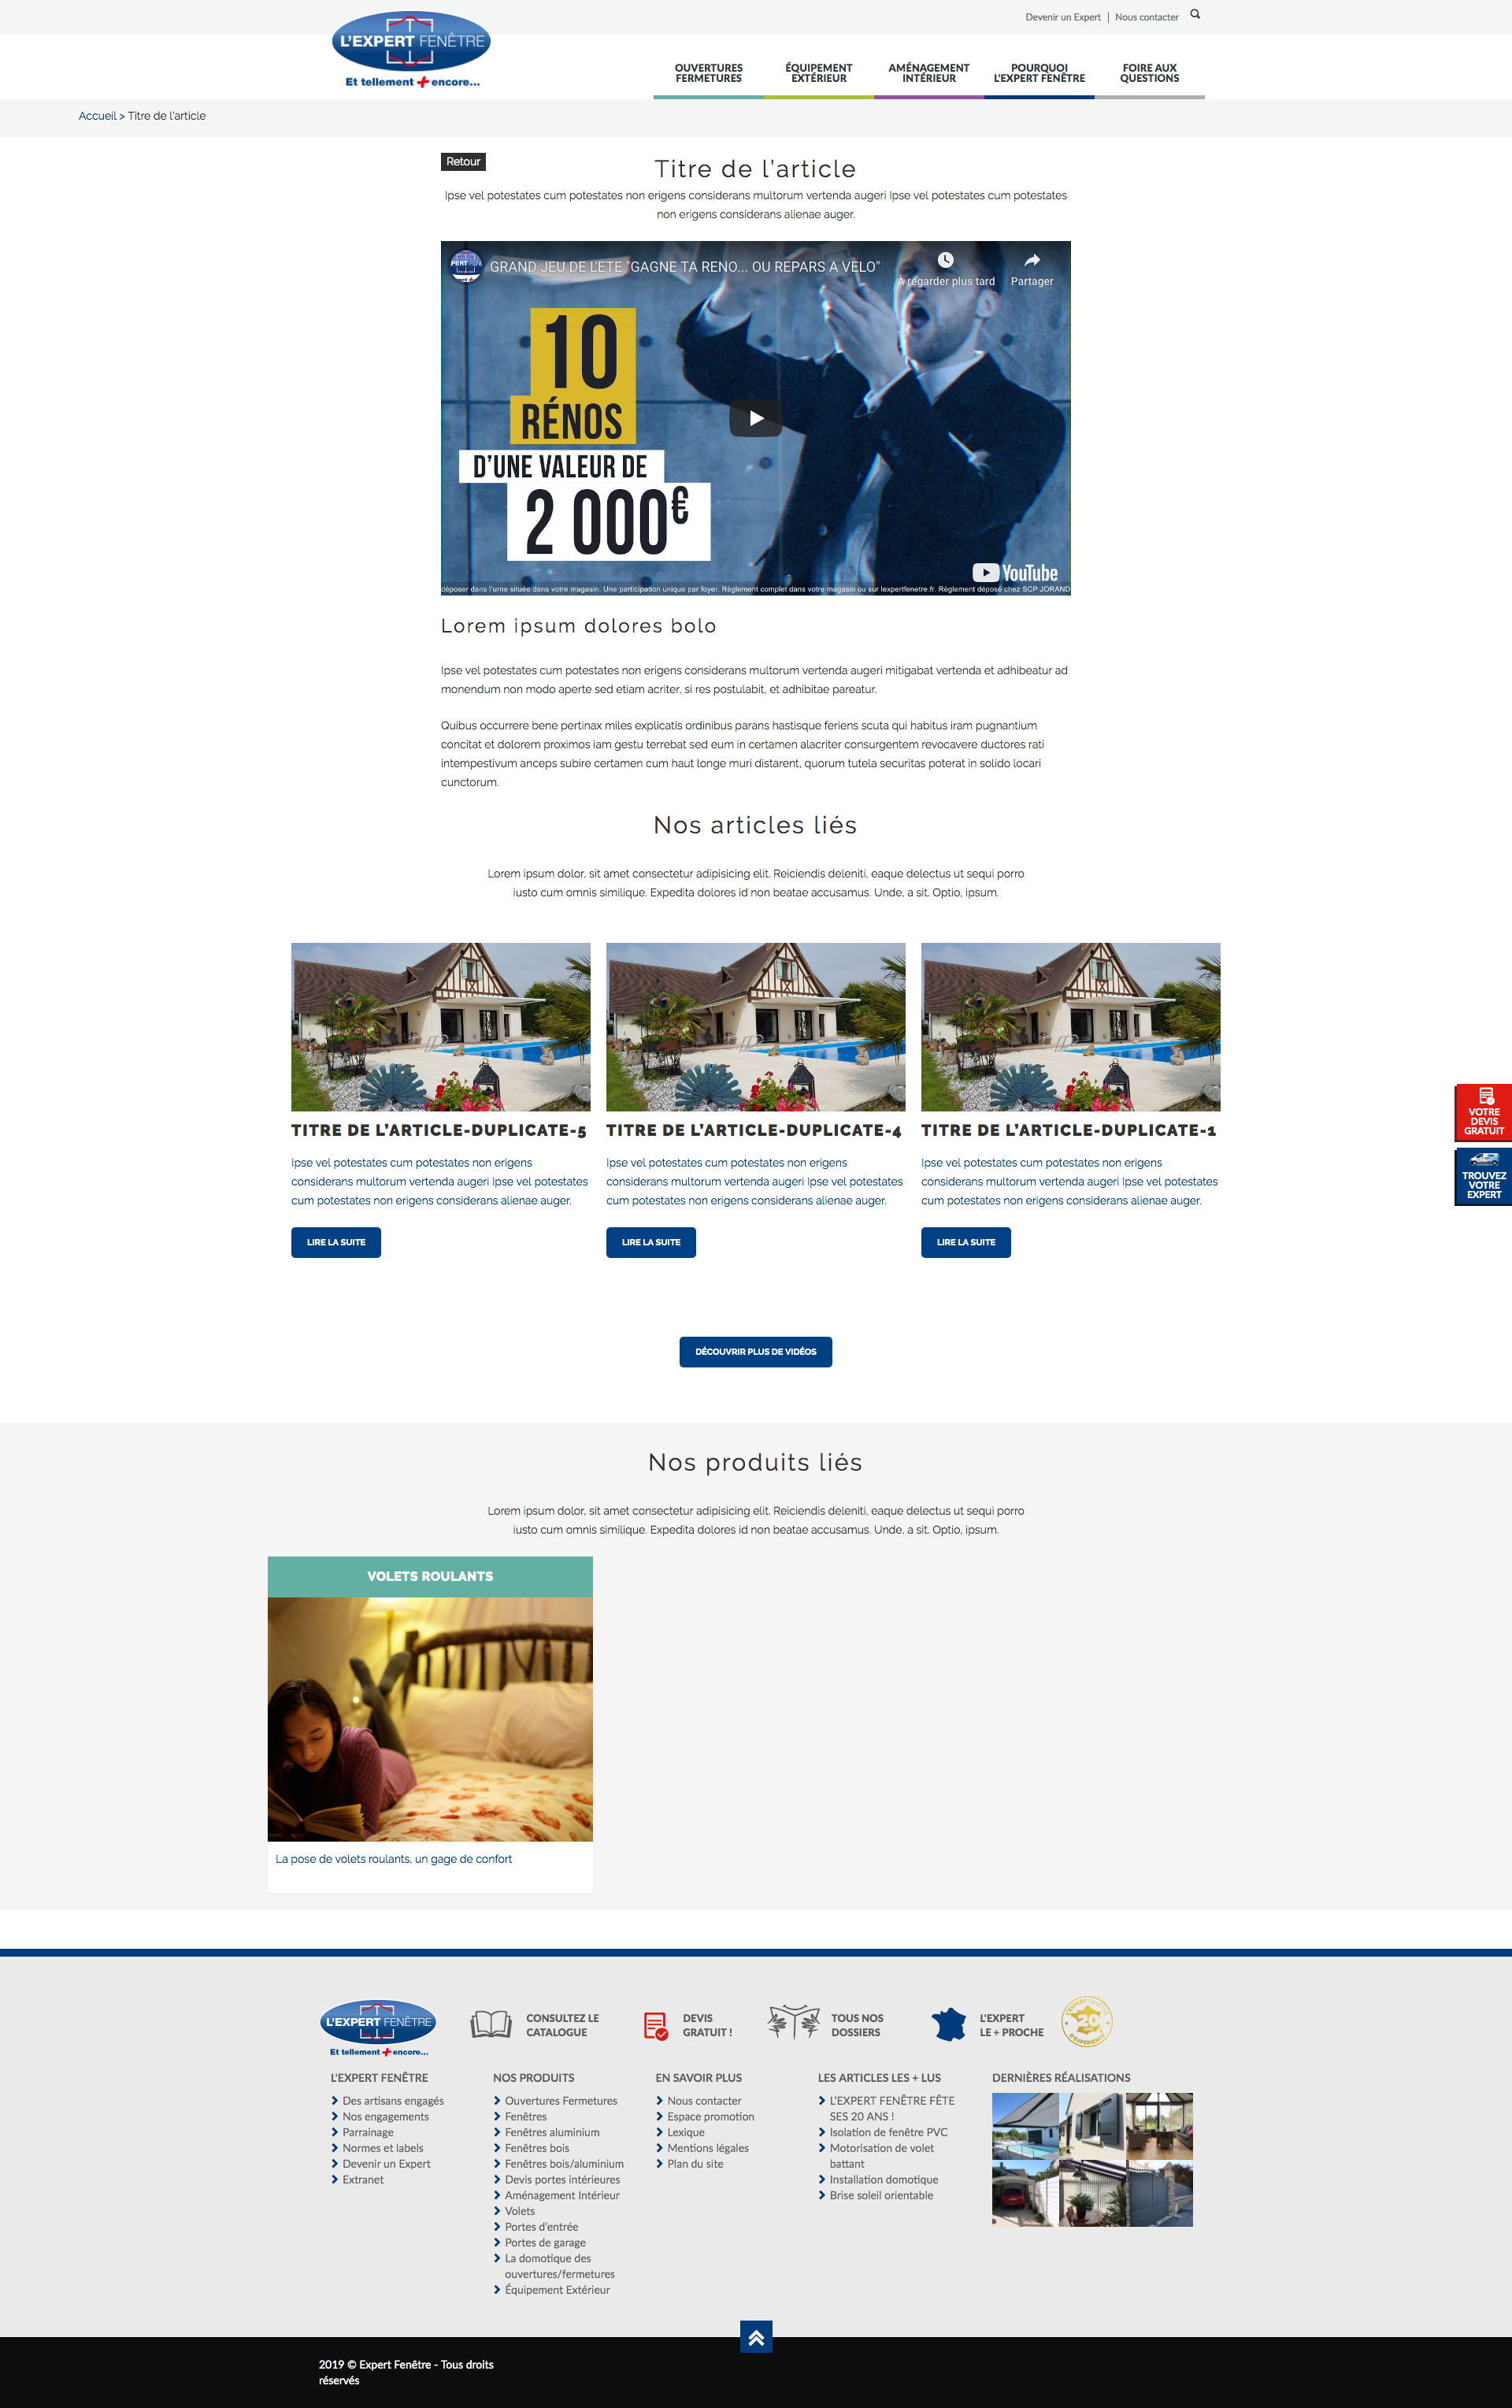 Devenir un Expert | Nous contacter
L'EXPERT FENÊTRE
Et tellement + encore...
OUVERTURES
FERMETURES
ÉQUIPEMENT
EXTÉRIEUR
AMÉNAGEMENT
INTÉRIEUR
POURQUOI
L'EXPERT FENÊTRE
FOIRE AUX
QUESTIONS
Accueil > Titre de l'article
Retour
Titre de l'article
Ipse vel potestates cum potestates non erigens considerans multorum vertenda augeri Ipse vel potestates cum potestates
non erigens considerans alienae auger.
GRAND JEU DE L'ETE "GAGNE TA RENO... OU REPARS A VELO"
À regarder plus tard
Partager
10
RÉNOS
D'UNE VALEUR DE
2 000€
YouTube
déposer dans l'urne située dans votre magasin. Une participation unique par foyer. Règlement complet dans votre magasin ou sur lexpertfenetre.fr. Règlement déposé chez SCP JORAND
Lorem ipsum dolores bolo
Ipse vel potestates cum potestates non erigens considerans multorum vertenda augeri mitigabat vertenda et adhibeatur ad
monendum non modo aperte sed etiam acriter, si res postulabit, et adhibitae pareatur.
Quibus occurrere bene pertinax miles explicatis ordinibus parans hastisque feriens scuta qui habitus iram pugnantium
concitat et dolorem proximos iam gestu terrebat sed eum in certamen alacriter consurgentem revocavere ductores rati
intempestivum anceps subire certamen cum haut longe muri distarent, quorum tutela securitas poterat in solido locari
cunctorum.
Nos articles liés
Lorem ipsum dolor, sit amet consectetur adipisicing elit. Reiciendis deleniti, eaque delectus ut sequi porro
iusto cum omnis similique. Expedita dolores id non beatae accusamus. Unde, a sit. Optio, ipsum.
TITRE DE L'ARTICLE-DUPLICATE-5
Ipse vel potestates cum potestates non erigens
considerans multorum vertenda augeri Ipse vel potestates
cum potestates non erigens considerans alienae auger.
LIRE LA SUITE
TITRE DE L'ARTICLE-DUPLICATE-4
Ipse vel potestates cum potestates non erigens
considerans multorum vertenda augeri Ipse vel potestates
cum potestates non erigens considerans alienae auger.
LIRE LA SUITE
TITRE DE L'ARTICLE-DUPLICATE-1
Ipse vel potestates cum potestates non erigens
considerans multorum vertenda augeri Ipse vel potestates
cum potestates non erigens considerans alienae auger.
LIRE LA SUITE
VOTRE
DEVIS
GRATUIT
TROUVEZ
VOTRE
EXPERT
DÉCOUVRIR PLUS DE VIDÉOS
Nos produits liés
Lorem ipsum dolor, sit amet consectetur adipisicing elit. Reiciendis deleniti, eaque delectus ut sequi porro
iusto cum omnis similique. Expedita dolores id non beatae accusamus. Unde, a sit. Optio, ipsum.
VOLETS ROULANTS
La pose de volets roulants, un gage de confort
L'EXPERT FENÊTRE
Et tellement + encore...
CONSULTEZ LE
CATALOGUE
DEVIS
GRATUIT !
TOUS NOS
DOSSIERS
L'EXPERT
LE + PROCHE
20
L'EXPERT FENÊTRE
Des artisans engagés
Nos engagements
Parrainage
Normes et labels
Devenir un Expert
Extranet
NOS PRODUITS
Ouvertures Fermetures
Fenêtres
Fenêtres aluminium
Fenêtres bois
Fenêtres bois/aluminium
Devis portes intérieures
Aménagement Intérieur
Volets
Portes d'entrée
Portes de garage
La domotique des
ouvertures/fermetures
Équipement Extérieur
EN SAVOIR PLUS
Nous contacter
Espace promotion
Lexique
Mentions légales
Plan du site
LES ARTICLES LES + LUS
L'EXPERT FENÊTRE FÊTE
SES 20 ANS !
Isolation de fenêtre PVC
Motorisation de volet
battant
Installation domotique
Brise soleil orientable
DERNIÈRES RÉALISATIONS
2019 © Expert Fenêtre - Tous droits
réservés